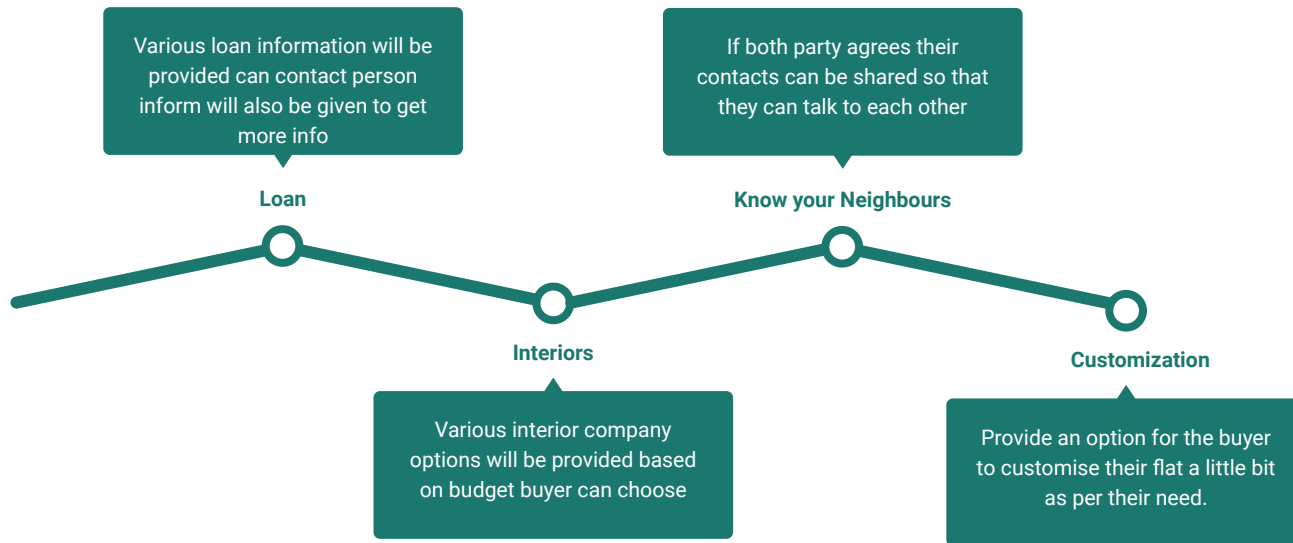 Various loan information will be
provided can contact person
inform will also be given to get
more info
Loan
If both party agrees their
contacts can be shared so that
they can talk to each other
Know your Neighbours
Interiors
Various interior company
options will be provided based
on budget buyer can choose
Customization
Provide an option for the buyer
to customise their flat a little bit
as per their need.